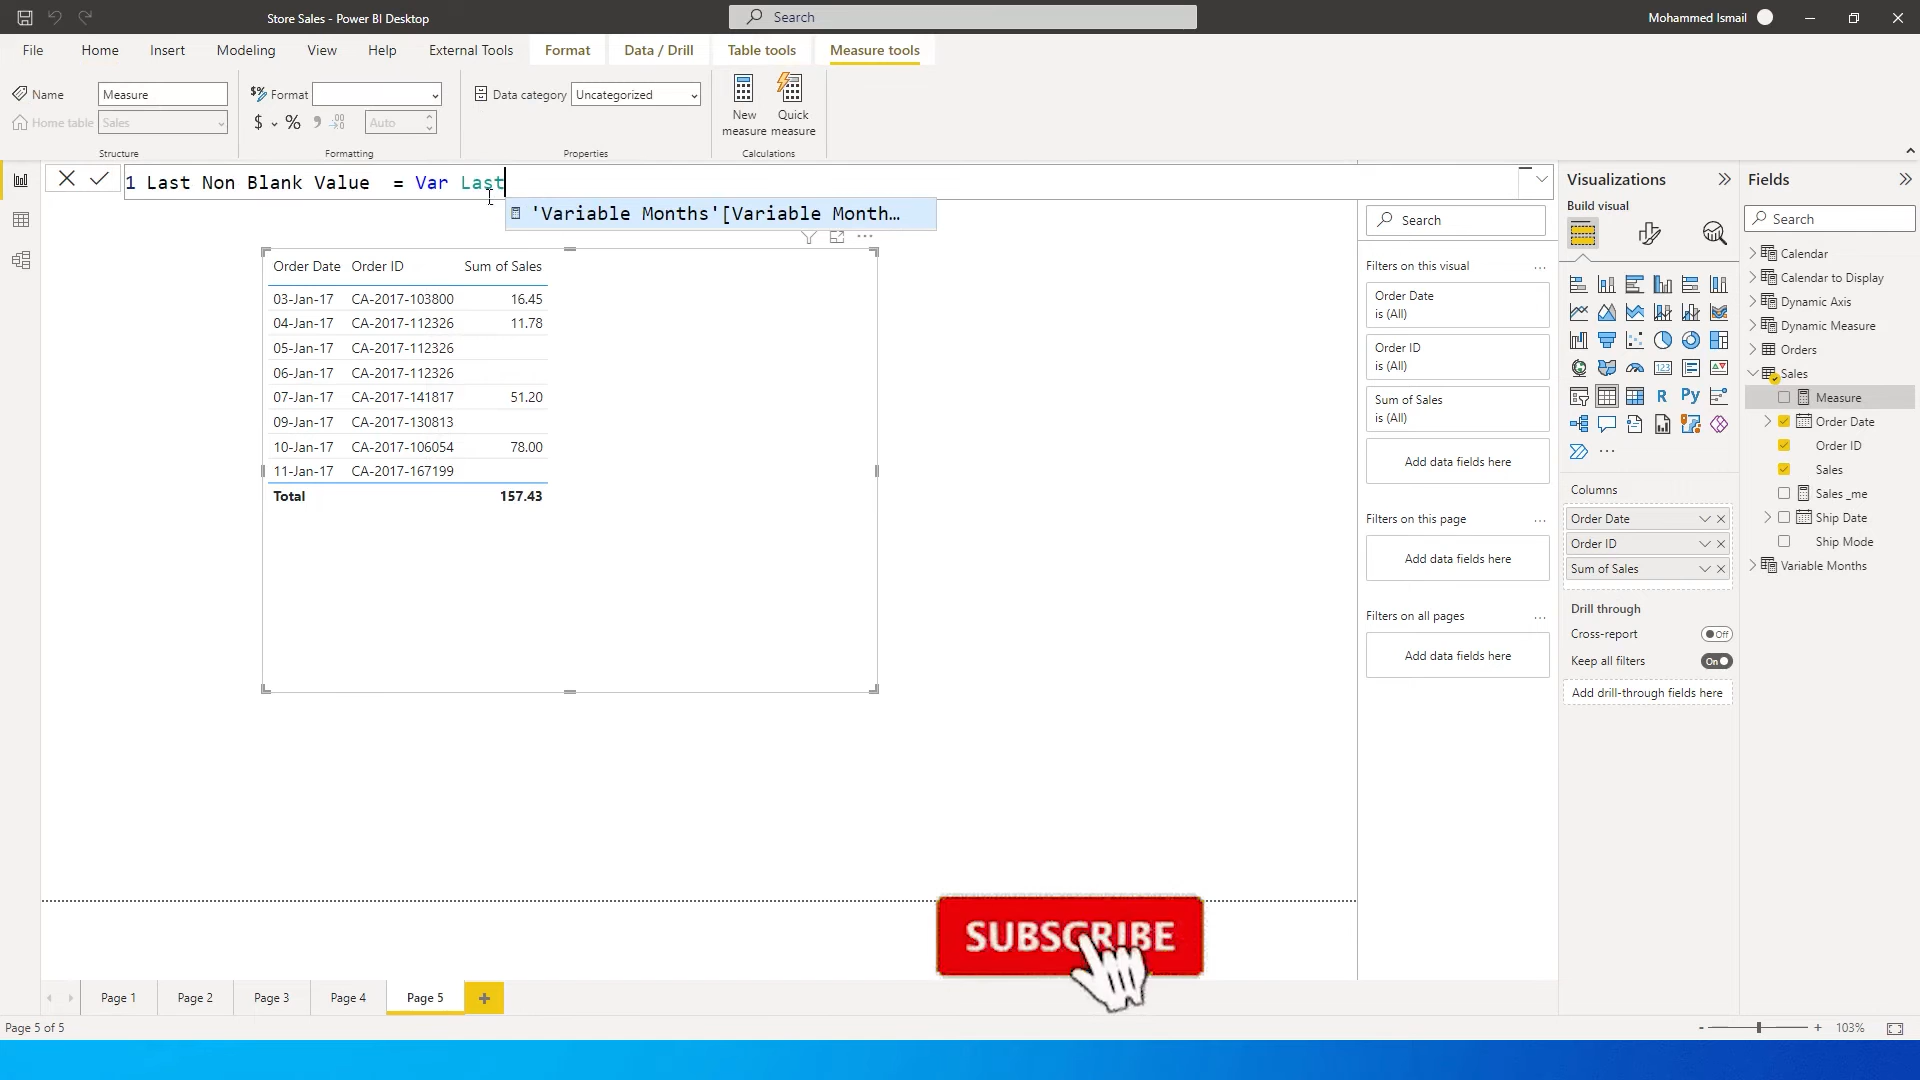 Store Sales - Power BI Desktop
Search
Mohammed Ismail
File Home Insert Modeling View Help External Tools Format Data / Drill Table tools Measure tools
Name Measure
Home table Sales
Structure
$% Format
$ % Auto
Formatting
Data category Uncategorized
Properties
New measure
Quick measure
Calculations
1 Last Non Blank Value = Var Last
'Variable Months'[Variable Month...
Order Date Order ID Sum of Sales
03-Jan-17 CA-2017-103800 16.45
04-Jan-17 CA-2017-112326 11.78
05-Jan-17 CA-2017-112326
06-Jan-17 CA-2017-112326
07-Jan-17 CA-2017-141817 51.20
09-Jan-17 CA-2017-130813
10-Jan-17 CA-2017-106054 78.00
11-Jan-17 CA-2017-167199
Total 157.43
Search
Filters on this visual ...
Order Date
is (All)
Order ID
is (All)
Sum of Sales
is (All)
Add data fields here
Filters on this page ...
Add data fields here
Filters on all pages ...
Add data fields here
Visualizations
Build visual
123
R Py
Columns
Order Date
Order ID
Sum of Sales
Drill through
Cross-report Off
Keep all filters On
Add drill-through fields here
Fields
Search
Calendar
Calendar to Display
Dynamic Axis
Dynamic Measure
Orders
Sales
Measure
Order Date
Order ID
Sales
Sales _me
Ship Date
Ship Mode
Variable Months
SUBSCRIBE
Page 1 Page 2 Page 3 Page 4 Page 5 +
Page 5 of 5
- + 103%